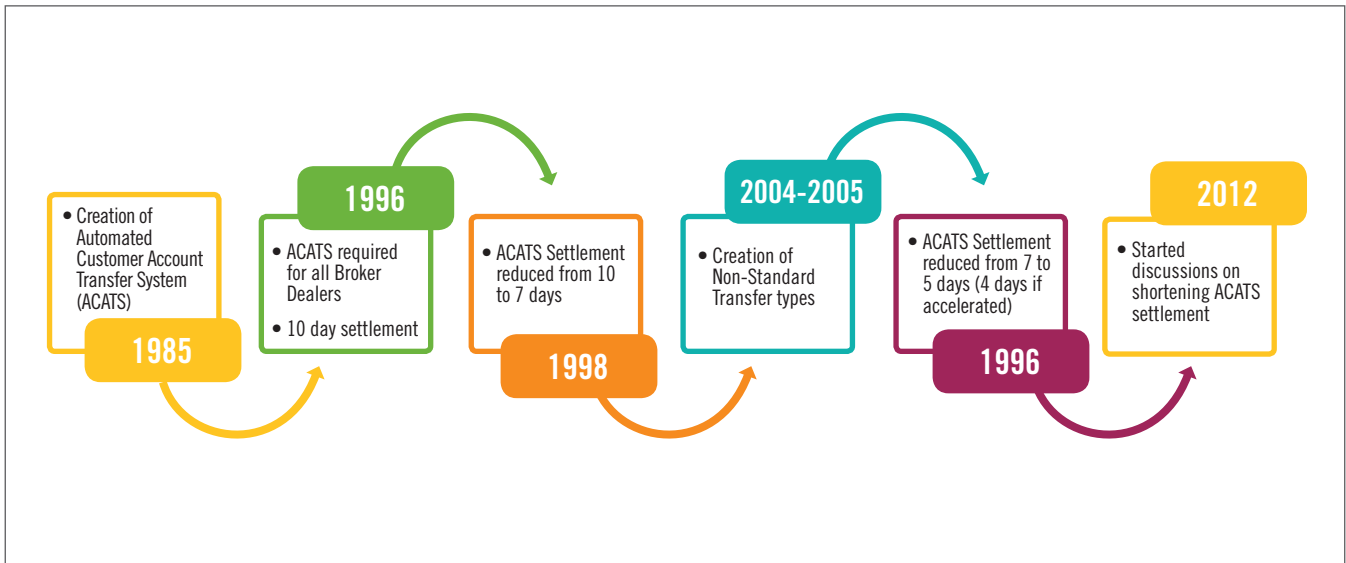 • Creation of
Automated
Customer Account
Transfer System
(ACATS)
1985
1996
• ACATS required
for all Broker
Dealers
• 10 day settlement
• ACATS Settlement
reduced from 10
to 7 days
1998
2004-2005
• Creation of
Non-Standard
Transfer types
• ACATS Settlement
reduced from 7 to
5 days (4 days if
accelerated)
1996
2012
• Started
discussions on
shortening ACATS
settlement